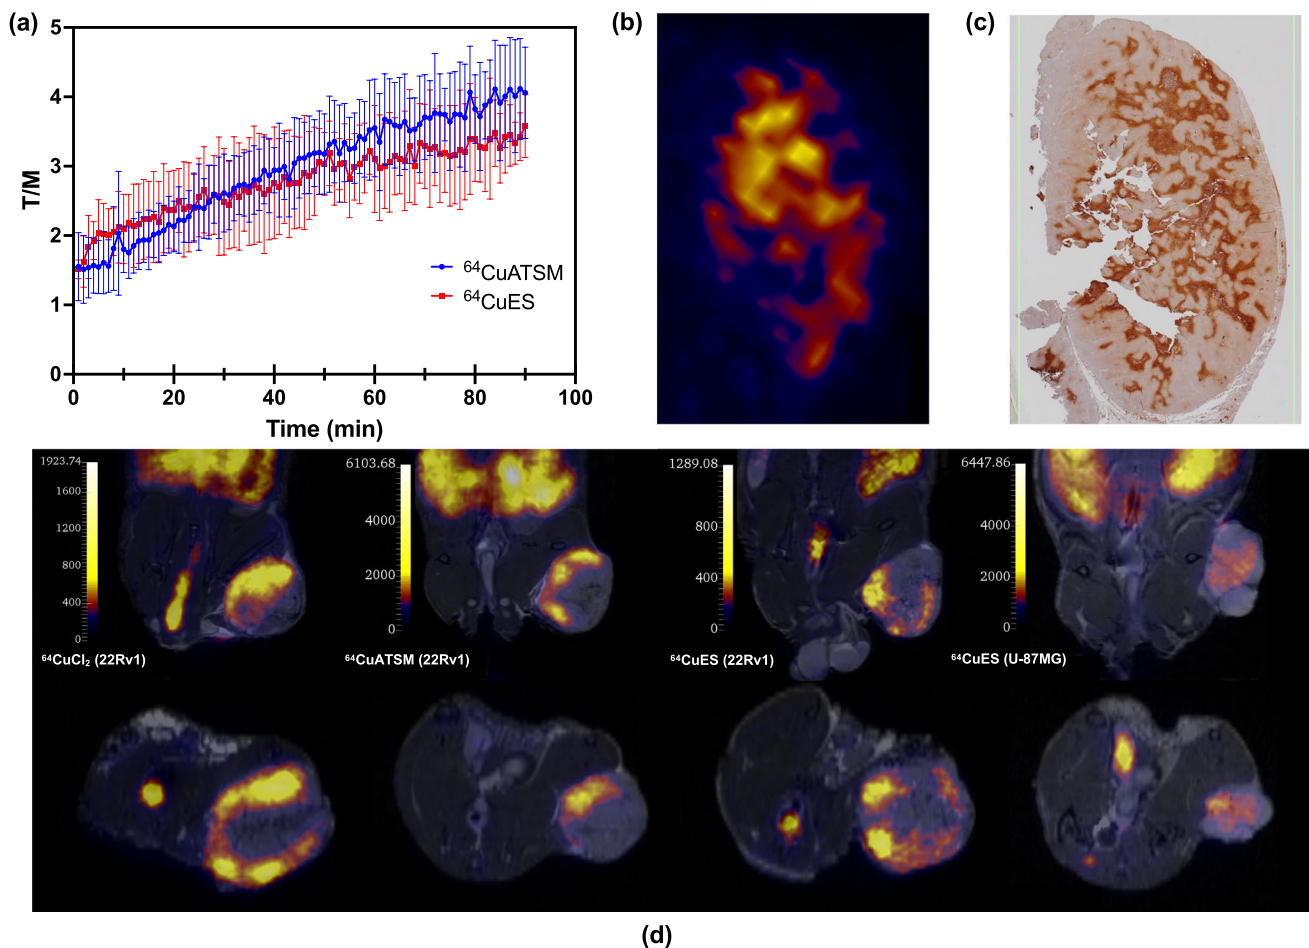 (a)
5
4
3
2
1
0
T/M
0 20 40 60 80 100
Time (min)
64CuATSM
64CuES
(b)
(c)
1923.74
1600
1200
800
400
0
64CuCl2 (22Rv1)
6103.68
4000
2000
0
64CuATSM (22Rv1)
1289.08
800
400
0
64CuES (22Rv1)
6447.86
4000
2000
0
64CuES (U-87MG)
(d)